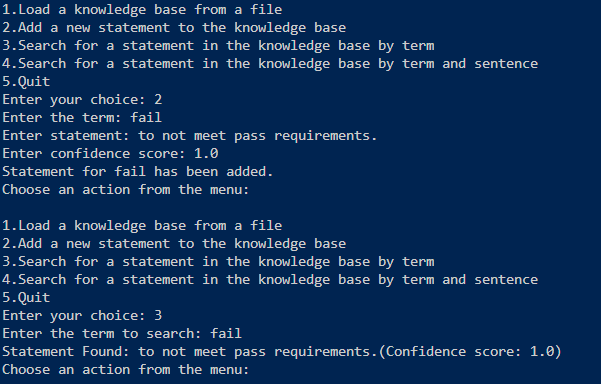 1.Load a knowledge base from a file
2.Add a new statement to the knowledge base
3.Search for a statement in the knowledge base by term
4.Search for a statement in the knowledge base by term and sentence
5.Quit
Enter your choice: 2
Enter the term: fail
Enter statement: to not meet pass requirements.
Enter confidence score: 1.0
Statement for fail has been added.
Choose an action from the menu:

1.Load a knowledge base from a file
2.Add a new statement to the knowledge base
3.Search for a statement in the knowledge base by term
4.Search for a statement in the knowledge base by term and sentence
5.Quit
Enter your choice: 3
Enter the term to search: fail
Statement Found: to not meet pass requirements.(Confidence score: 1.0)
Choose an action from the menu: